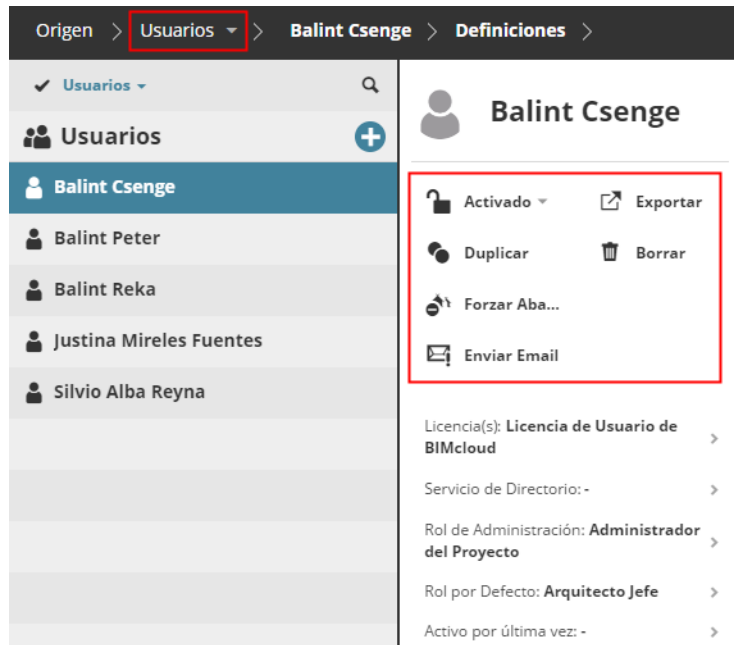 Origen > Usuarios > Balint Csenge > Definiciones >
Usuarios
Usuarios
Balint Csenge
Balint Peter
Balint Reka
Justina Mireles Fuentes
Silvio Alba Reyna
Balint Csenge
Activado
Exportar
Duplicar
Borrar
Forzar Aba...
Enviar Email
Licencia(s): Licencia de Usuario de
BIMcloud
Servicio de Directorio: -
Rol de Administración: Administrador
del Proyecto
Rol por Defecto: Arquitecto Jefe
Activo por última vez: -